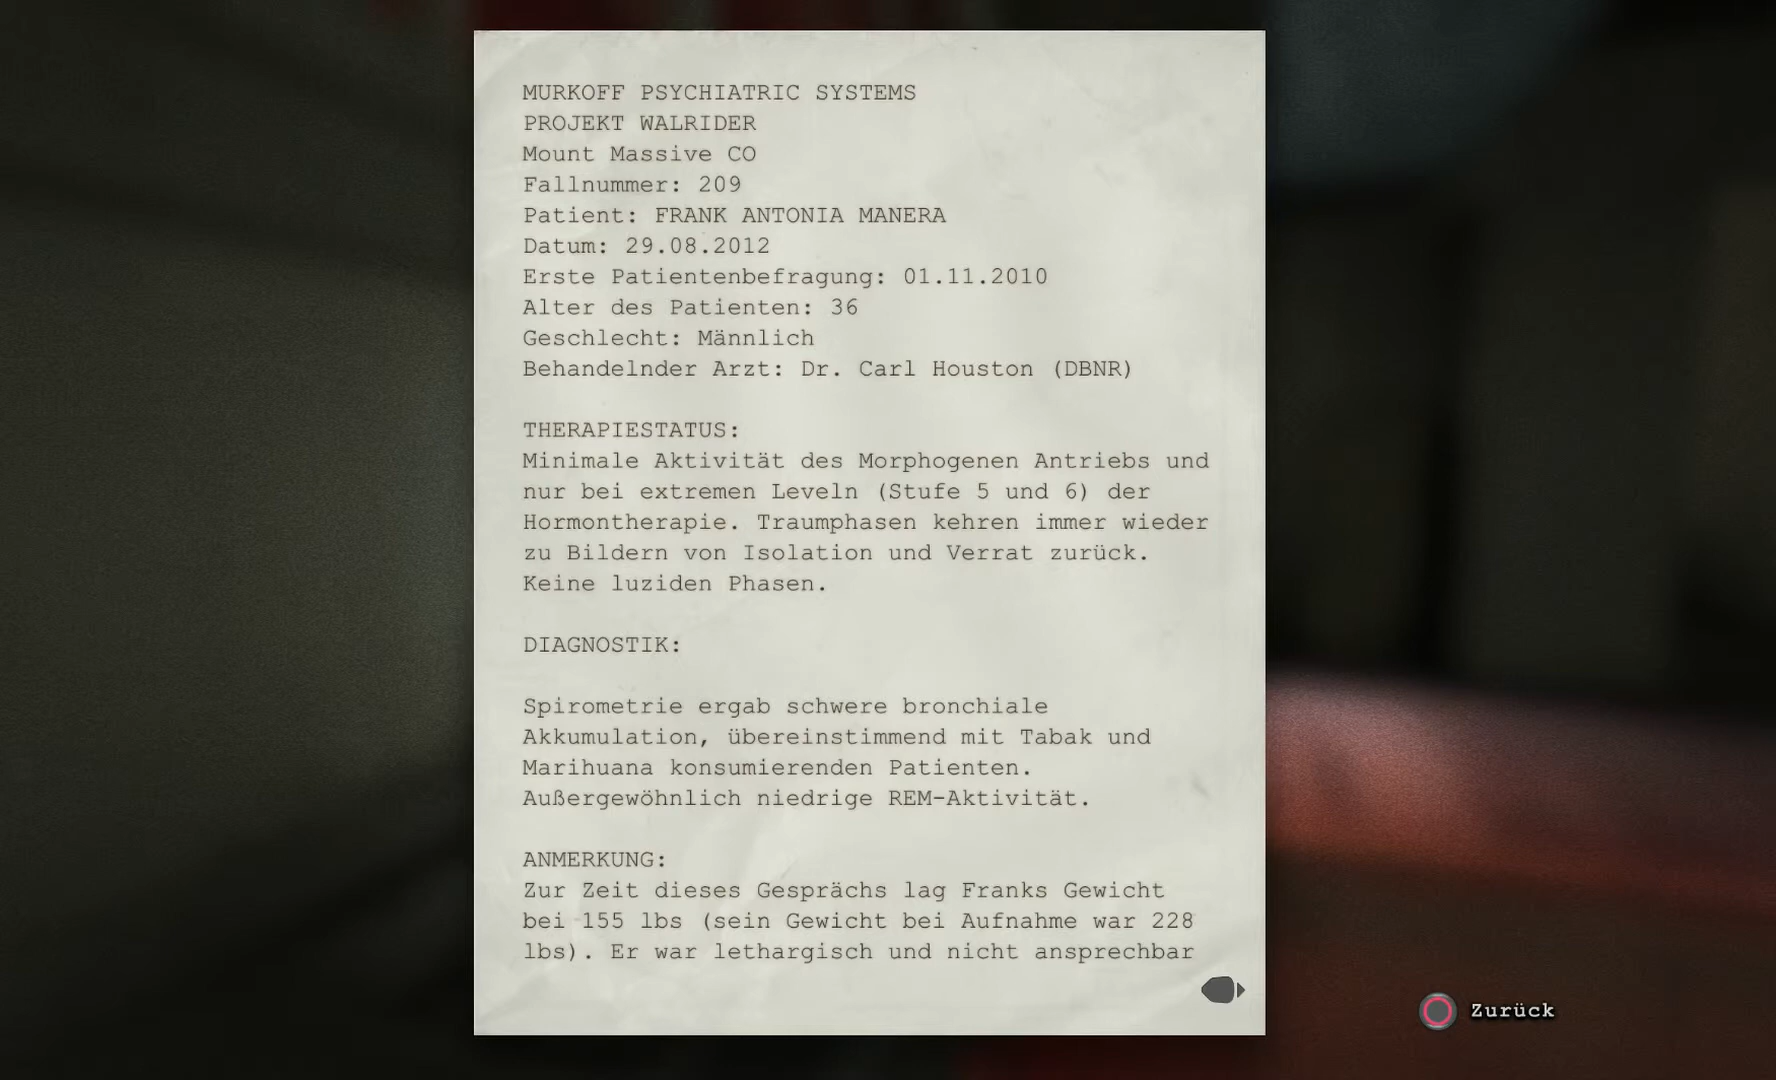 MURKOFF PSYCHIATRIC SYSTEMS
PROJEKT WALRIDER
Mount Massive CO
Fallnummer: 209
Patient: FRANK ANTONIA MANERA
Datum: 29.08.2012
Erste Patientenbefragung: 01.11.2010
Alter des Patienten: 36
Geschlecht: Männlich
Behandelnder Arzt: Dr. Carl Houston (DBNR)
THERAPIESTATUS:
Minimale Aktivität des Morphogenen Antriebs und
nur bei extremen Leveln (Stufe 5 und 6) der
Hormontherapie. Traumphasen kehren immer wieder
zu Bildern von Isolation und Verrat zurück.
Keine luziden Phasen.
DIAGNOSTIK:
Spirometrie ergab schwere bronchiale
Akkumulation, übereinstimmend mit Tabak und
Marihuana konsumierenden Patienten.
Außergewöhnlich niedrige REM-Aktivität.
ANMERKUNG:
Zur Zeit dieses Gesprächs lag Franks Gewicht
bei 155 lbs (sein Gewicht bei Aufnahme war 228
lbs). Er war lethargisch und nicht ansprechbar
Zurück